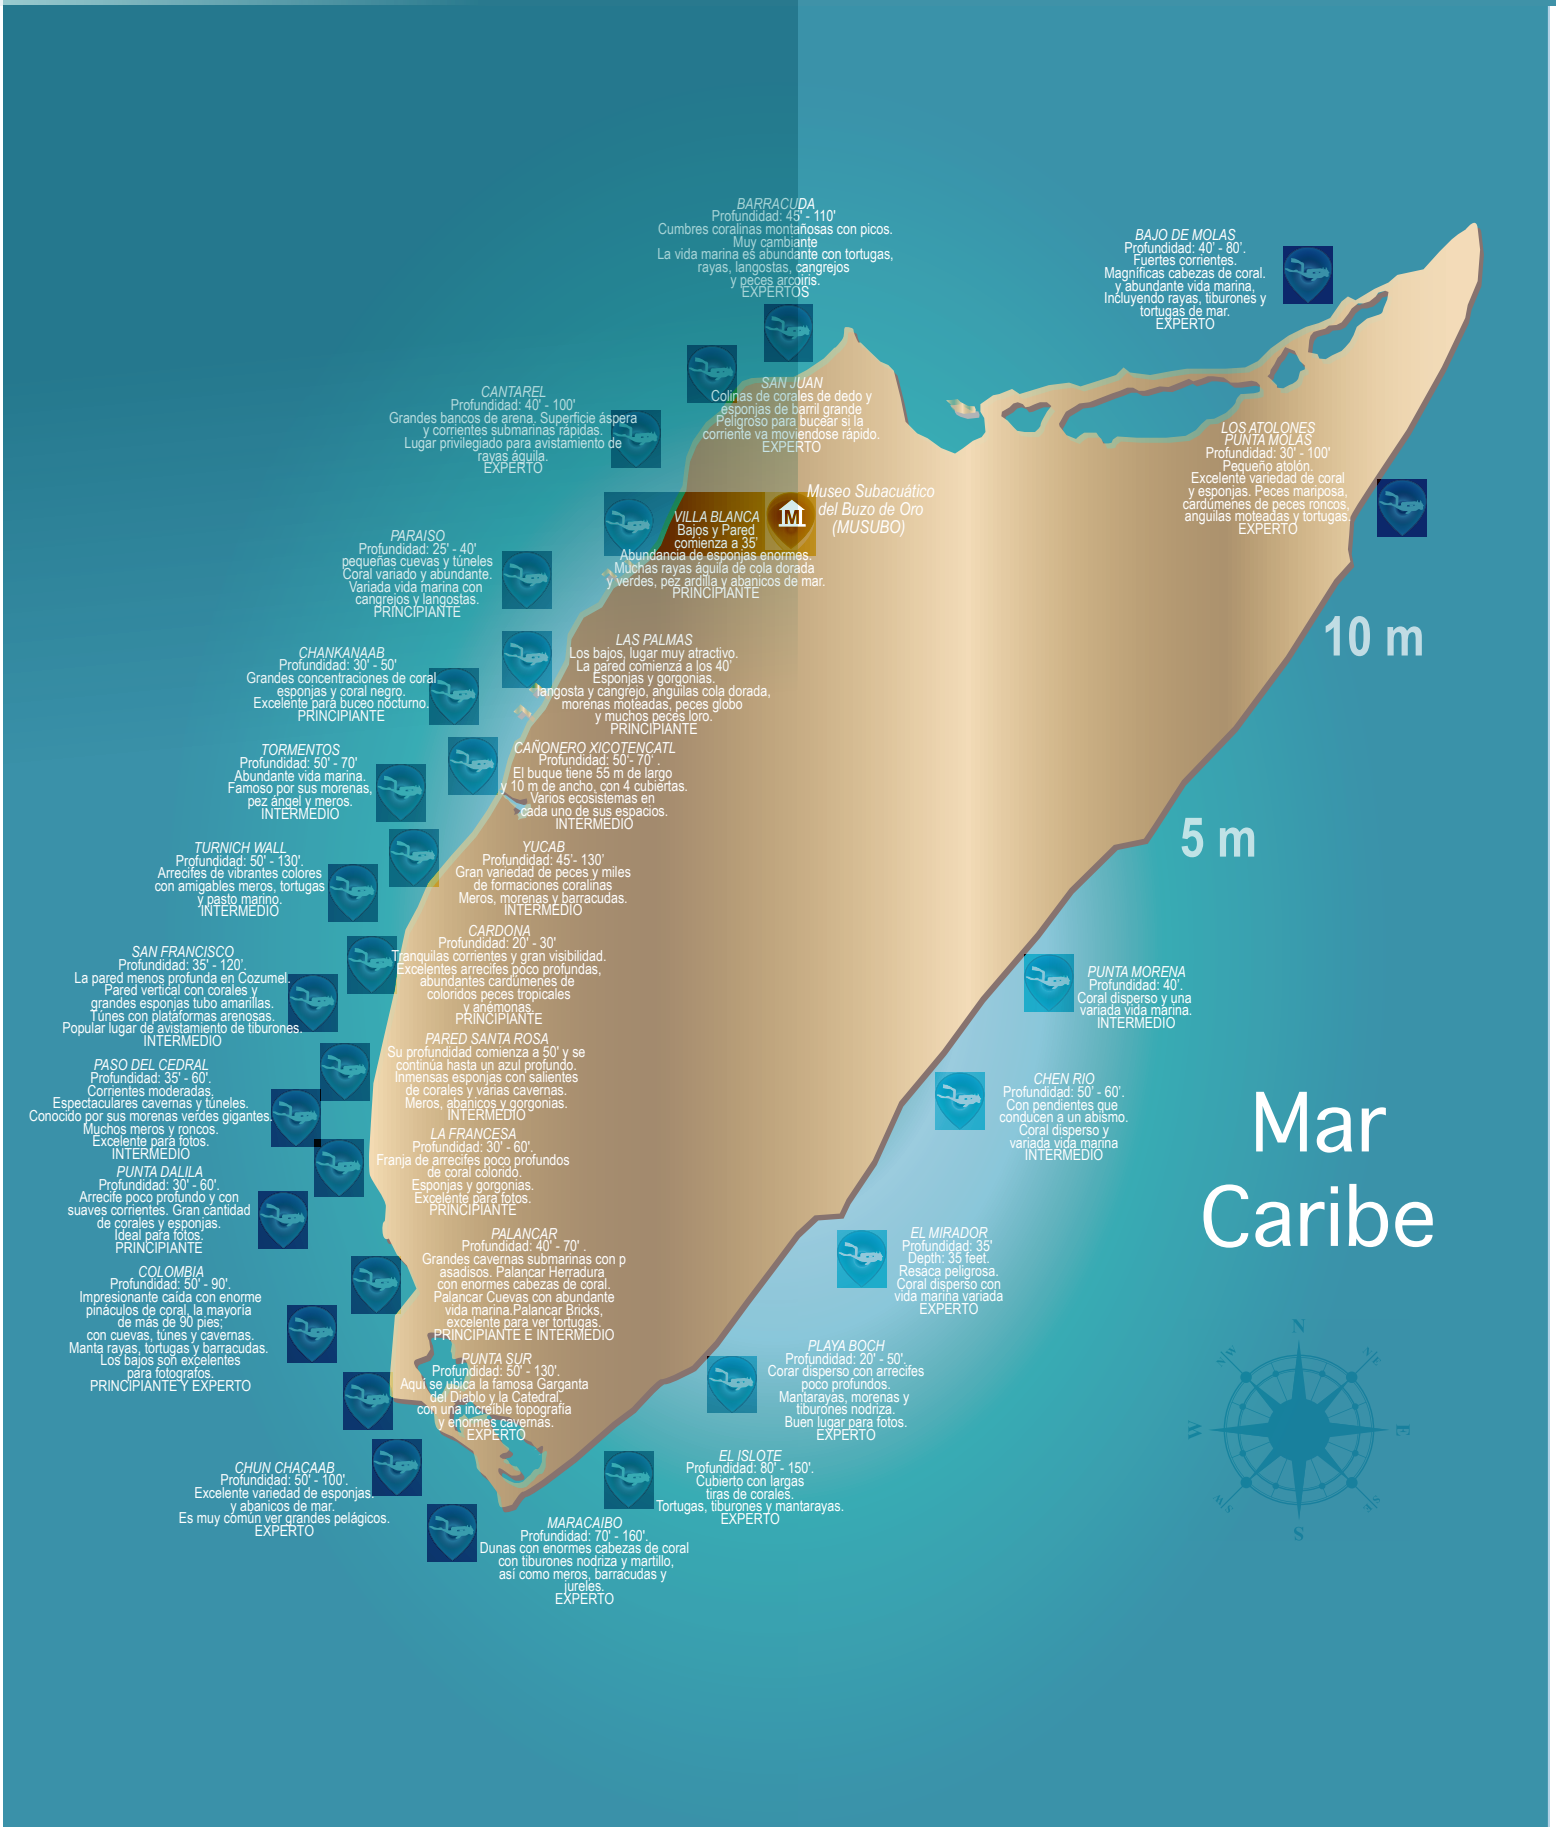 BARRACUDA
Profundidad: 45' - 110'
Cumbres coralinas montañosas con picos.
Muy cambiante
La vida marina es abundante con tortugas,
rayas, langostas, cangrejos
y peces arcoiris.
EXPERTOS
BAJO DE MOLAS
Profundidad: 40' - 80'.
Fuertes corrientes.
Magníficas cabezas de coral.
y abundante vida marina,
Incluyendo rayas, tiburones y
tortugas de mar.
EXPERTO
SAN JUAN
Colinas de corales de dedo y
esponjas de barril grande
Peligroso para bucear si la
corriente va moviendose rápido.
EXPERTO
CANTAREL
Profundidad: 40' - 100'
Grandes bancos de arena. Superficie áspera
y corrientes submarinas rápidas.
Lugar privilegiado para avistamiento de
rayas águila.
EXPERTO
LOS ATOLONES
PUNTA MOLAS
Profundidad: 30' - 100'
Pequeño atolón.
Excelente variedad de coral
y esponjas. Peces mariposa,
cardúmenes de peces roncos,
anguilas moteadas y tortugas.
EXPERTO
M
Museo Subacuático
del Buzo de Oro
(MUSUBO)
VILLA BLANCA
Bajos y Pared
comienza a 35'
Abundancia de esponjas enormes.
Muchas rayas águila de cola dorada
y verdes, pez ardilla y abanicos de mar.
PRINCIPIANTE
PARAISO
Profundidad: 25' - 40'
pequeñas cuevas y túneles
Coral variado y abundante.
Variada vida marina con
cangrejos y langostas.
PRINCIPIANTE
10 m
LAS PALMAS
Los bajos, lugar muy atractivo.
La pared comienza a los 40'
Esponjas y gorgonias.
langosta y cangrejo, anguilas cola dorada,
morenas moteadas, peces globo
y muchos peces loro.
PRINCIPIANTE
CHANKANAAB
Profundidad: 30' - 50'
Grandes concentraciones de coral
esponjas y coral negro.
Excelente para buceo nocturno.
PRINCIPIANTE
TORMENTOS
Profundidad: 50' - 70'
Abundante vida marina.
Famoso por sus morenas,
pez ángel y meros.
INTERMEDIO
CAÑONERO XICOTENCATL
Profundidad: 50'- 70' .
El buque tiene 55 m de largo
y 10 m de ancho, con 4 cubiertas.
Varios ecosistemas en
cada uno de sus espacios.
INTERMEDIO
5 m
TURNICH WALL
Profundidad: 50' - 130'.
Arrecifes de vibrantes colores
con amigables meros, tortugas
y pasto marino.
INTERMEDIO
YUCAB
Profundidad: 45'- 130'
Gran variedad de peces y miles
de formaciones coralinas
Meros, morenas y barracudas.
INTERMEDIO
CARDONA
Profundidad: 20' - 30'
Tranquilas corrientes y gran visibilidad.
Excelentes arrecifes poco profundas,
abundantes cardúmenes de
coloridos peces tropicales
y anémonas.
PRINCIPIANTE
SAN FRANCISCO
Profundidad: 35' - 120'.
La pared menos profunda en Cozumel.
Pared vertical con corales y
grandes esponjas tubo amarillas.
Túnes con plataformas arenosas.
Popular lugar de avistamiento de tiburones.
INTERMEDIO
PUNTA MORENA
Profundidad: 40'.
Coral disperso y una
variada vida marina.
INTERMEDIO
PARED SANTA ROSA
Su profundidad comienza a 50' y se
continúa hasta un azul profundo.
Inmensas esponjas con salientes
de corales y varias cavernas.
Meros, abanicos y gorgonias.
INTERMEDIO
PASO DEL CEDRAL
Profundidad: 35' - 60'.
Corrientes moderadas.
Espectaculares cavernas y túneles.
Conocido por sus morenas verdes gigantes.
Muchos meros y roncos.
Excelente para fotos.
INTERMEDIO
CHEN RIO
Profundidad: 50' - 60'.
Con pendientes que
conducen a un abismo.
Coral disperso y
variada vida marina
INTERMEDIO
Mar
Caribe
LA FRANCESA
Profundidad: 30' - 60'.
Franja de arrecifes poco profundos
de coral colorido.
Esponjas y gorgonias.
Excelente para fotos.
PRINCIPIANTE
PUNTA DALILA
Profundidad: 30' - 60'.
Arrecife poco profundo y con
suaves corrientes. Gran cantidad
de corales y esponjas.
Ideal para fotos.
PRINCIPIANTE
PALANCAR
Profundidad: 40' - 70' .
Grandes cavernas submarinas con p
asadisos. Palancar Herradura
con enormes cabezas de coral.
Palancar Cuevas con abundante
vida marina.Palancar Bricks,
excelente para ver tortugas.
PRINCIPIANTE E INTERMEDIO
EL MIRADOR
Profundidad: 35'
Depth: 35 feet.
Resaca peligrosa.
Coral disperso con
vida marina variada
EXPERTO
COLOMBIA
Profundidad: 50' - 90'.
Impresionante caída con enorme
pináculos de coral, la mayoría
de más de 90 pies;
con cuevas, túnes y cavernas.
Manta rayas, tortugas y barracudas.
Los bajos son excelentes
para fotografos.
PRINCIPIANTE Y EXPERTO
PUNTA SUR
Profundidad: 50' - 130'.
Aquí se ubica la famosa Garganta
del Diablo y la Catedral,
con una increíble topografía
y enormes cavernas.
EXPERTO
PLAYA BOCH
Profundidad: 20' - 50'.
Corar disperso con arrecifes
poco profundos.
Mantarayas, morenas y
tiburones nodriza.
Buen lugar para fotos.
EXPERTO
N
NW
NE
W
E
SW
SE
S
EL ISLOTE
Profundidad: 80' - 150'.
Cubierto con largas
tiras de corales.
Tortugas, tiburones y mantarayas.
EXPERTO
CHUN CHACAAB
Profundidad: 50' - 100'.
Excelente variedad de esponjas.
y abanicos de mar.
Es muy común ver grandes pelágicos.
EXPERTO
MARACAIBO
Profundidad: 70' - 160'.
Dunas con enormes cabezas de coral
con tiburones nodriza y martillo,
así como meros, barracudas y
jureles.
EXPERTO